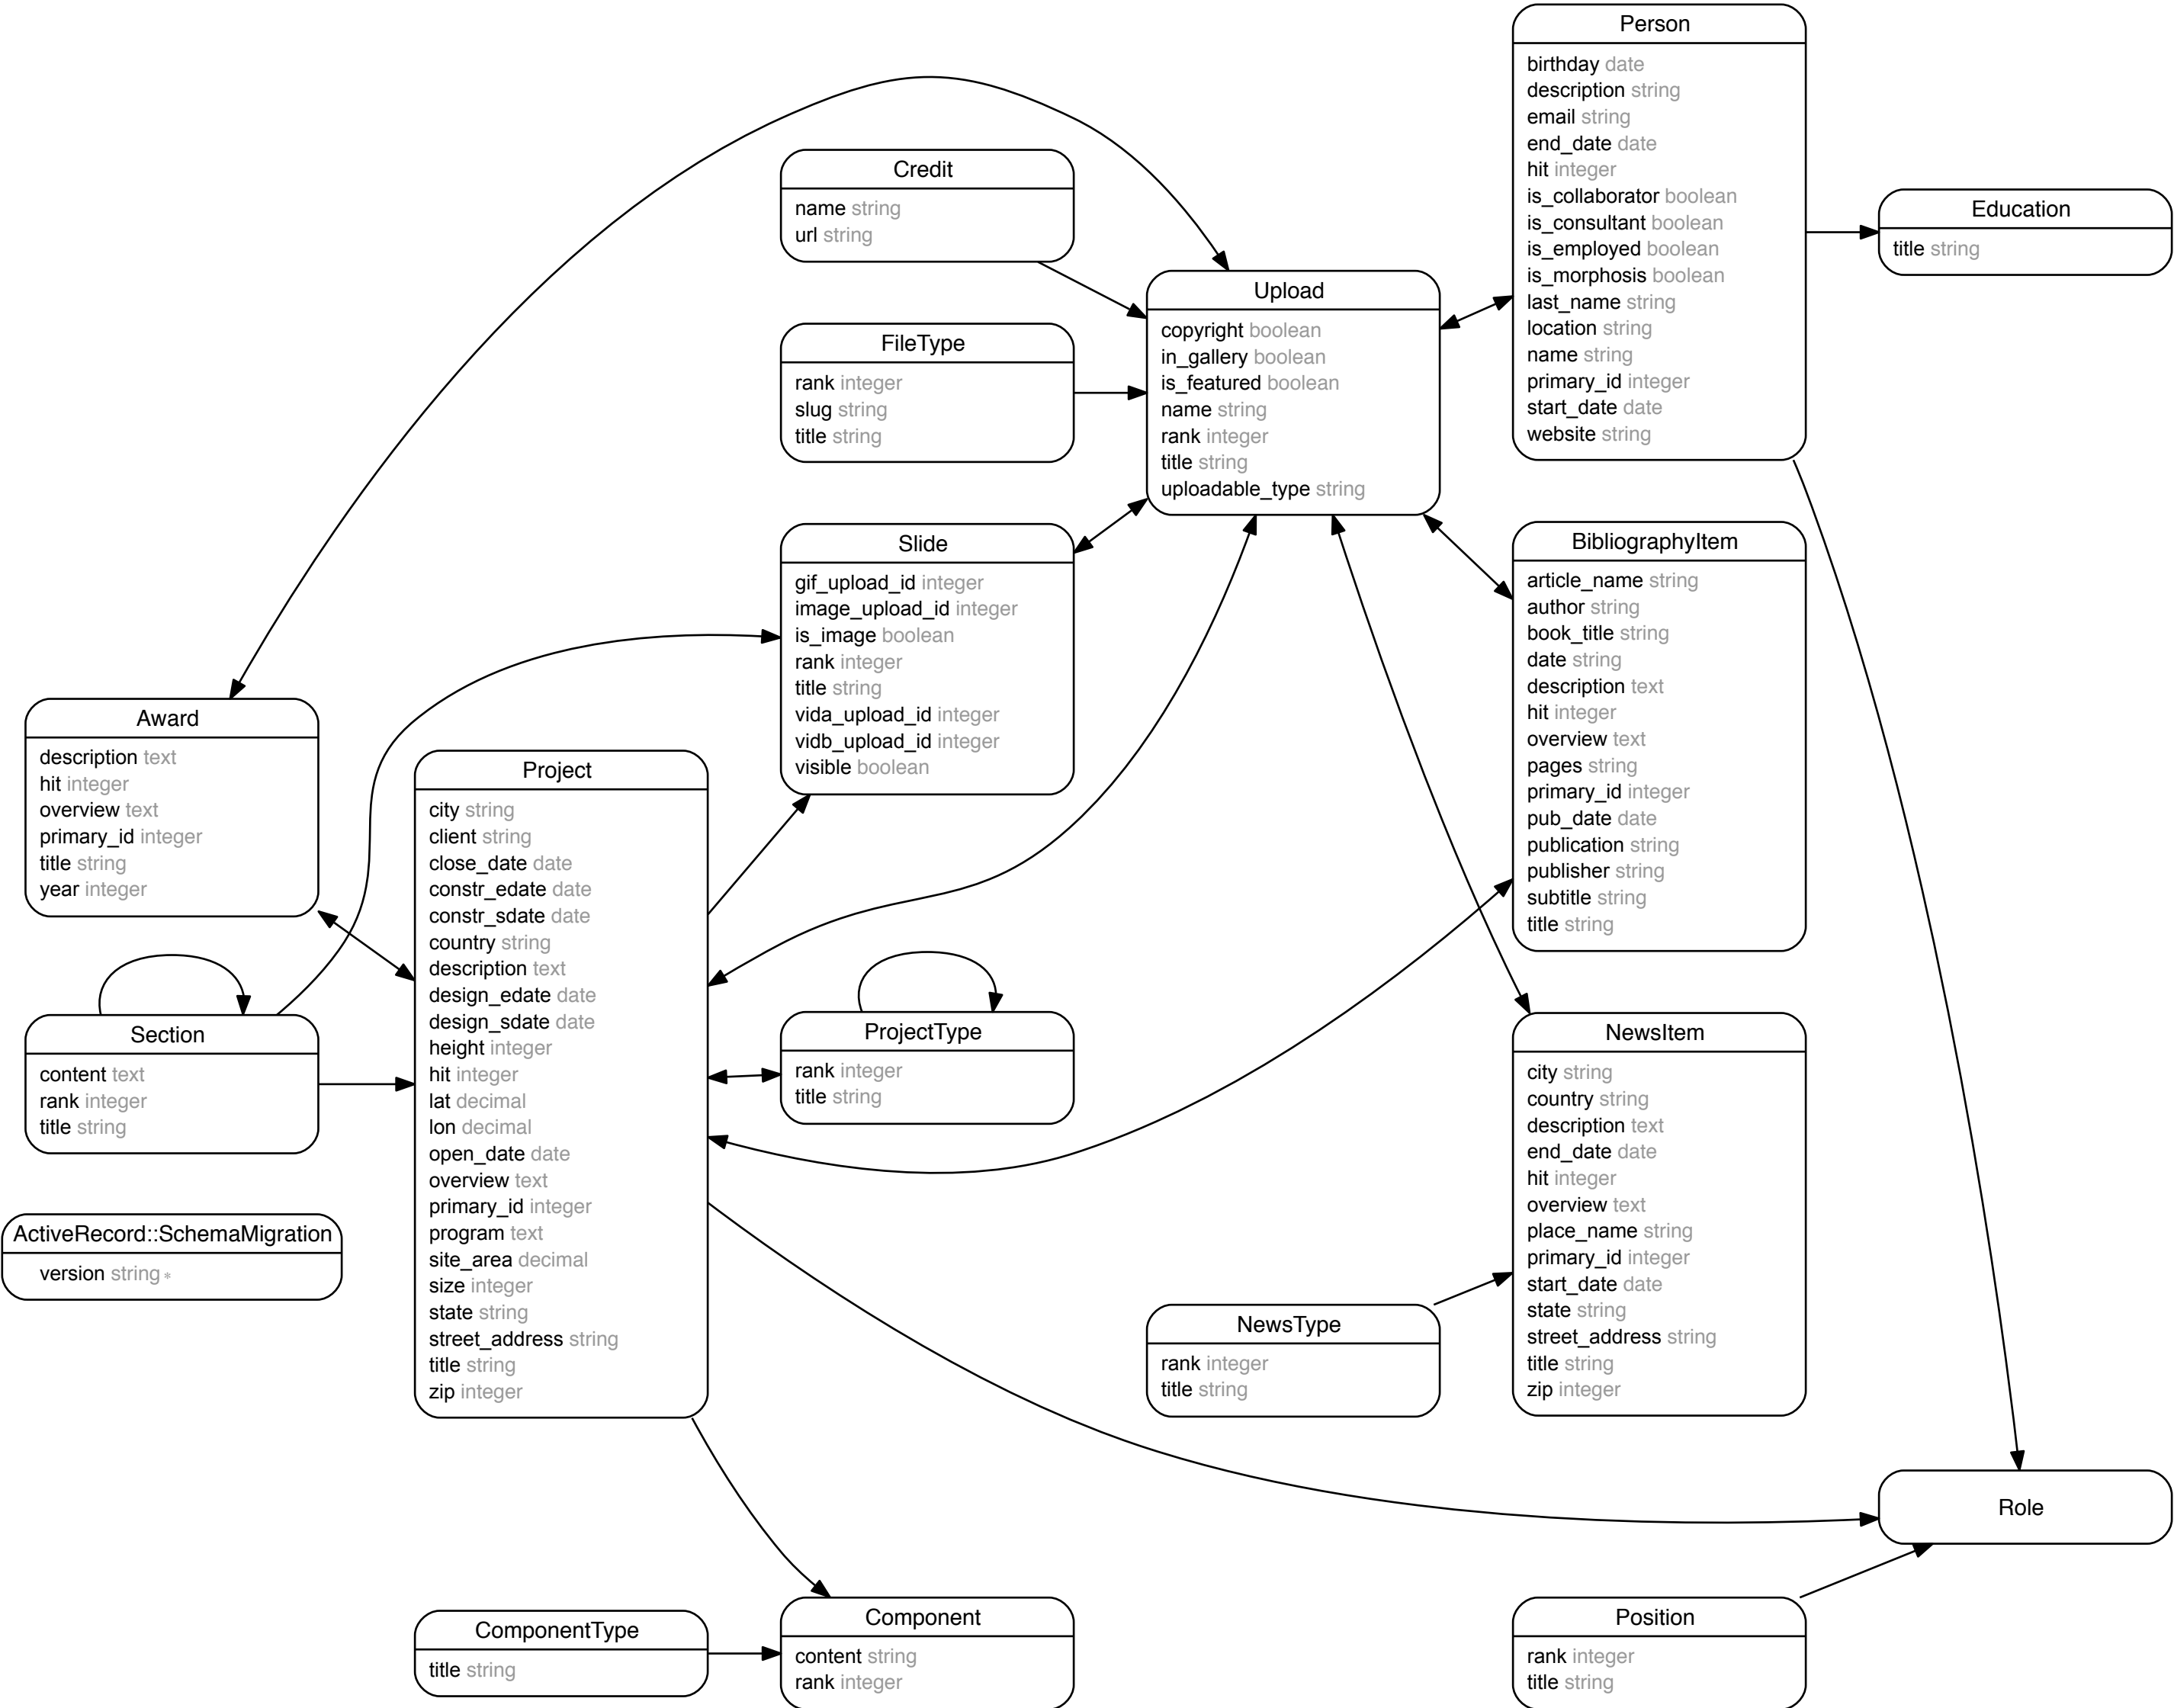 Person
birthday date
description string
email string
end_date date
hit integer
is_collaborator boolean
is_consultant boolean
is_employed boolean
is_morphosis boolean
last_name string
location string
name string
primary_id integer
start_date date
website string
Education
title string
Credit
name string
url string
Upload
copyright boolean
in_gallery boolean
is_featured boolean
name string
rank integer
title string
uploadable_type string
FileType
rank integer
slug string
title string
Slide
gif_upload_id integer
image_upload_id integer
is_image boolean
rank integer
title string
vida_upload_id integer
vidb_upload_id integer
visible boolean
BibliographyItem
article_name string
author string
book_title string
date string
description text
hit integer
overview text
pages string
primary_id integer
pub_date date
publication string
publisher string
subtitle string
title string
Award
description text
hit integer
overview text
primary_id integer
title string
year integer
Project
city string
client string
close_date date
constr_edate date
constr_sdate date
country string
description text
design_edate date
design_sdate date
height integer
hit integer
lat decimal
lon decimal
open_date date
overview text
primary_id integer
program text
site_area decimal
size integer
state string
street_address string
title string
zip integer
Section
content text
rank integer
title string
ProjectType
rank integer
title string
NewsItem
city string
country string
description text
end_date date
hit integer
overview text
place_name string
primary_id integer
start_date date
state string
street_address string
title string
zip integer
ActiveRecord::SchemaMigration
version string *
NewsType
rank integer
title string
Role
ComponentType
title string
Component
content string
rank integer
Position
rank integer
title string